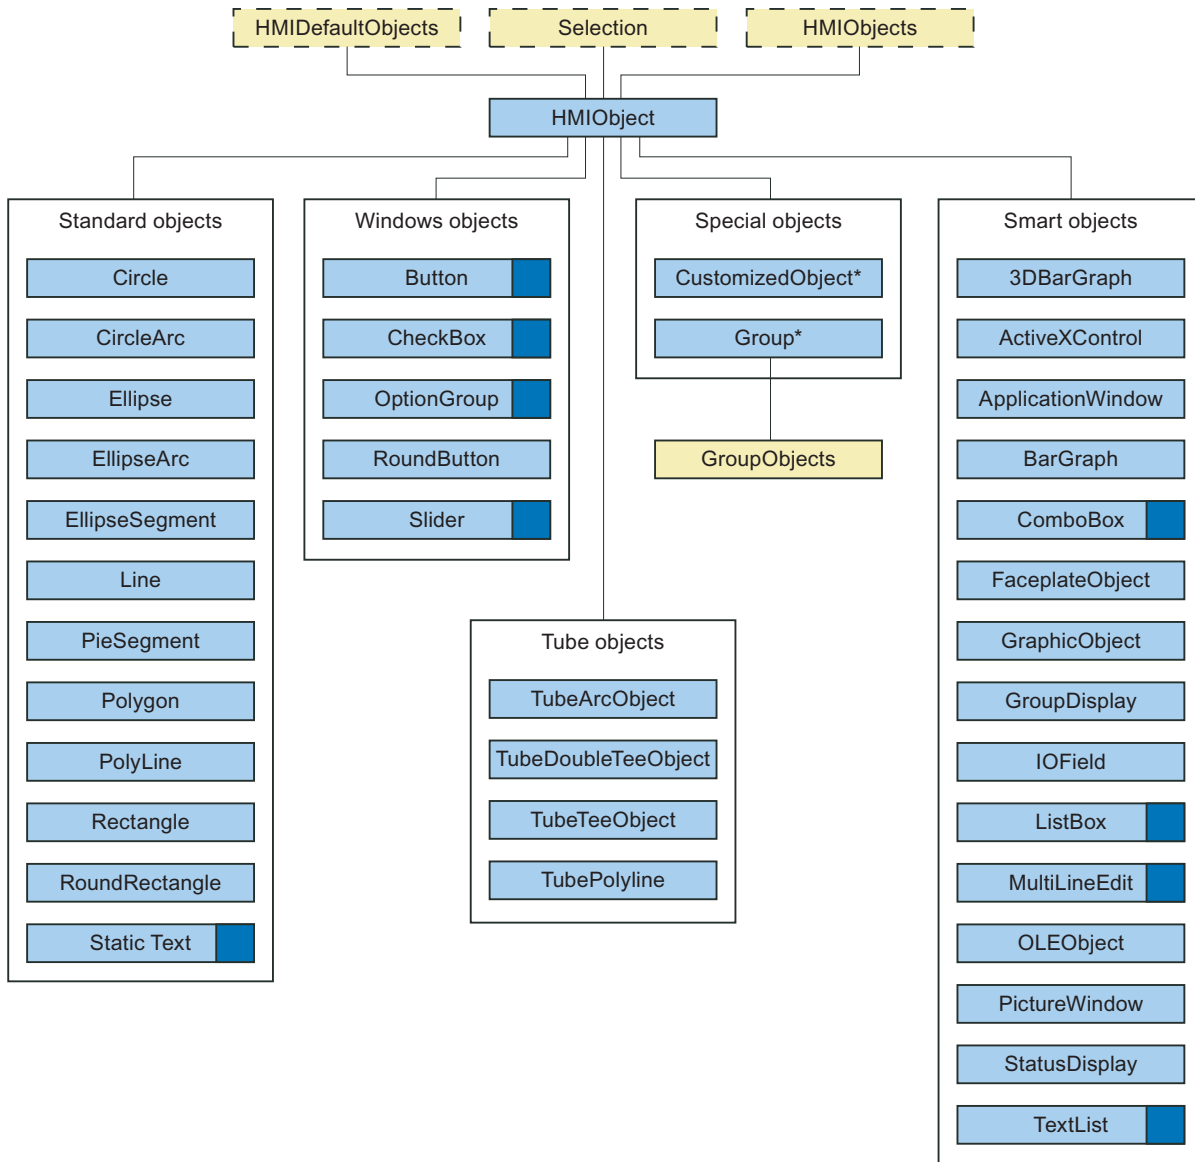 HMIDefaultObjects
Selection
HMIObjects
HMIObject
Standard objects
Circle
CircleArc
Ellipse
EllipseArc
EllipseSegment
Line
PieSegment
Polygon
PolyLine
Rectangle
RoundRectangle
Static Text
Windows objects
Button
CheckBox
OptionGroup
RoundButton
Slider
Tube objects
TubeArcObject
TubeDoubleTeeObject
TubeTeeObject
TubePolyline
Special objects
CustomizedObject*
Group*
GroupObjects
Smart objects
3DBarGraph
ActiveXControl
ApplicationWindow
BarGraph
ComboBox
FaceplateObject
GraphicObject
GroupDisplay
IOField
ListBox
MultiLineEdit
OLEObject
PictureWindow
StatusDisplay
TextList